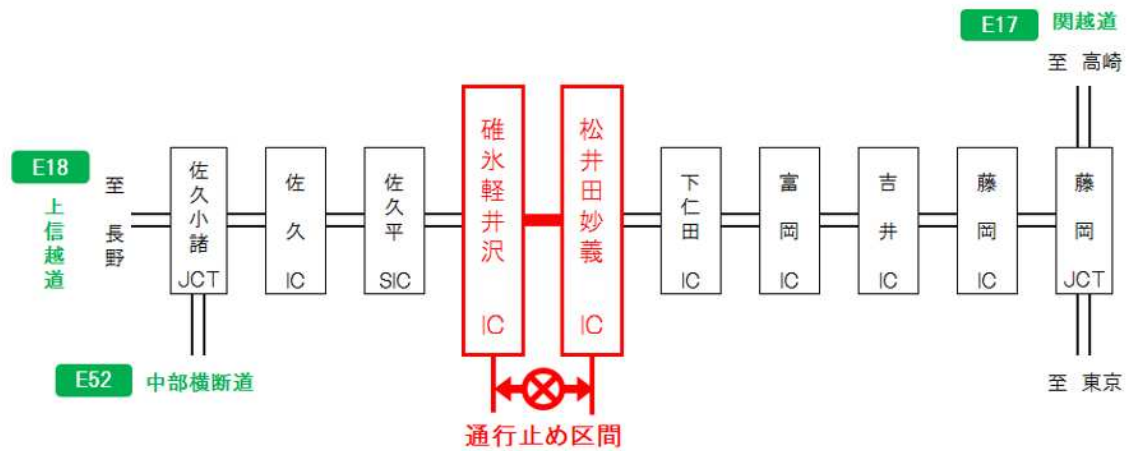 E17 関越道
至 高崎
E18
上信越道
至 長野
佐久小諸 JCT
佐久 IC
佐久平 SIC
碓氷軽井沢 IC
松井田妙義 IC
下仁田 IC
富岡 IC
吉井 IC
藤岡 IC
藤岡 JCT
E52 中部横断道
至 東京
通行止め区間